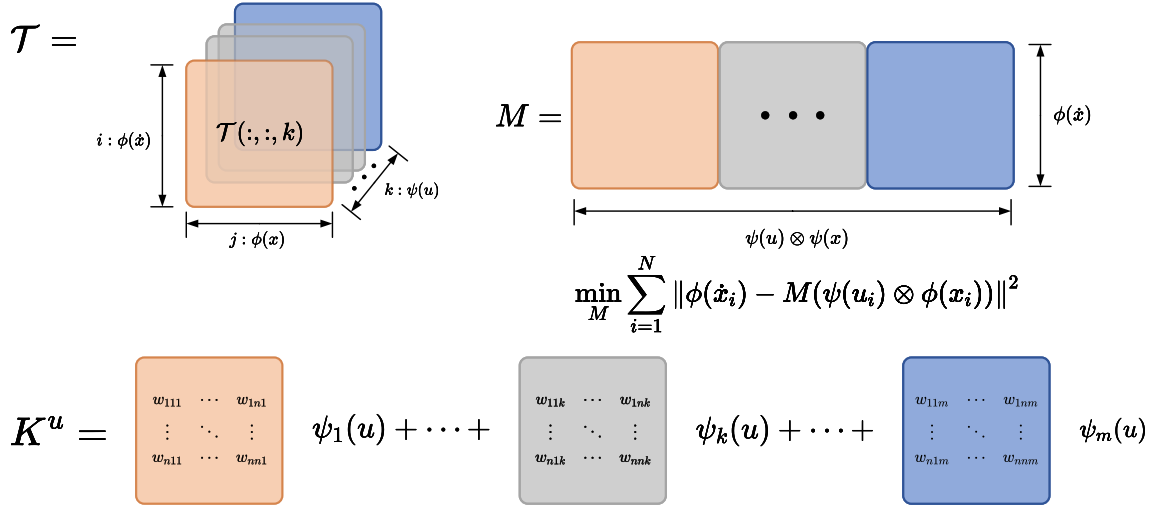 𝒯 =
𝒯(:, :, k)
i : ϕ(ẋ)
j : ϕ(x)
k : ψ(u)
M = ...
ϕ(ẋ)
ψ(u) ⊗ ψ(x)
min_M ∑_{i=1}^{N} ‖ϕ(ẋ_i) − M(ψ(u_i) ⊗ ϕ(x_i))‖²
K^u = ψ₁(u) + ⋯ + ψ_k(u) + ⋯ + ψ_m(u)
w_{111} ⋯ w_{1n1}
⋮ ⋱ ⋮
w_{n11} ⋯ w_{nn1}
w_{11k} ⋯ w_{1nk}
⋮ ⋱ ⋮
w_{n1k} ⋯ w_{nnk}
w_{11m} ⋯ w_{1nm}
⋮ ⋱ ⋮
w_{n1m} ⋯ w_{nnm}